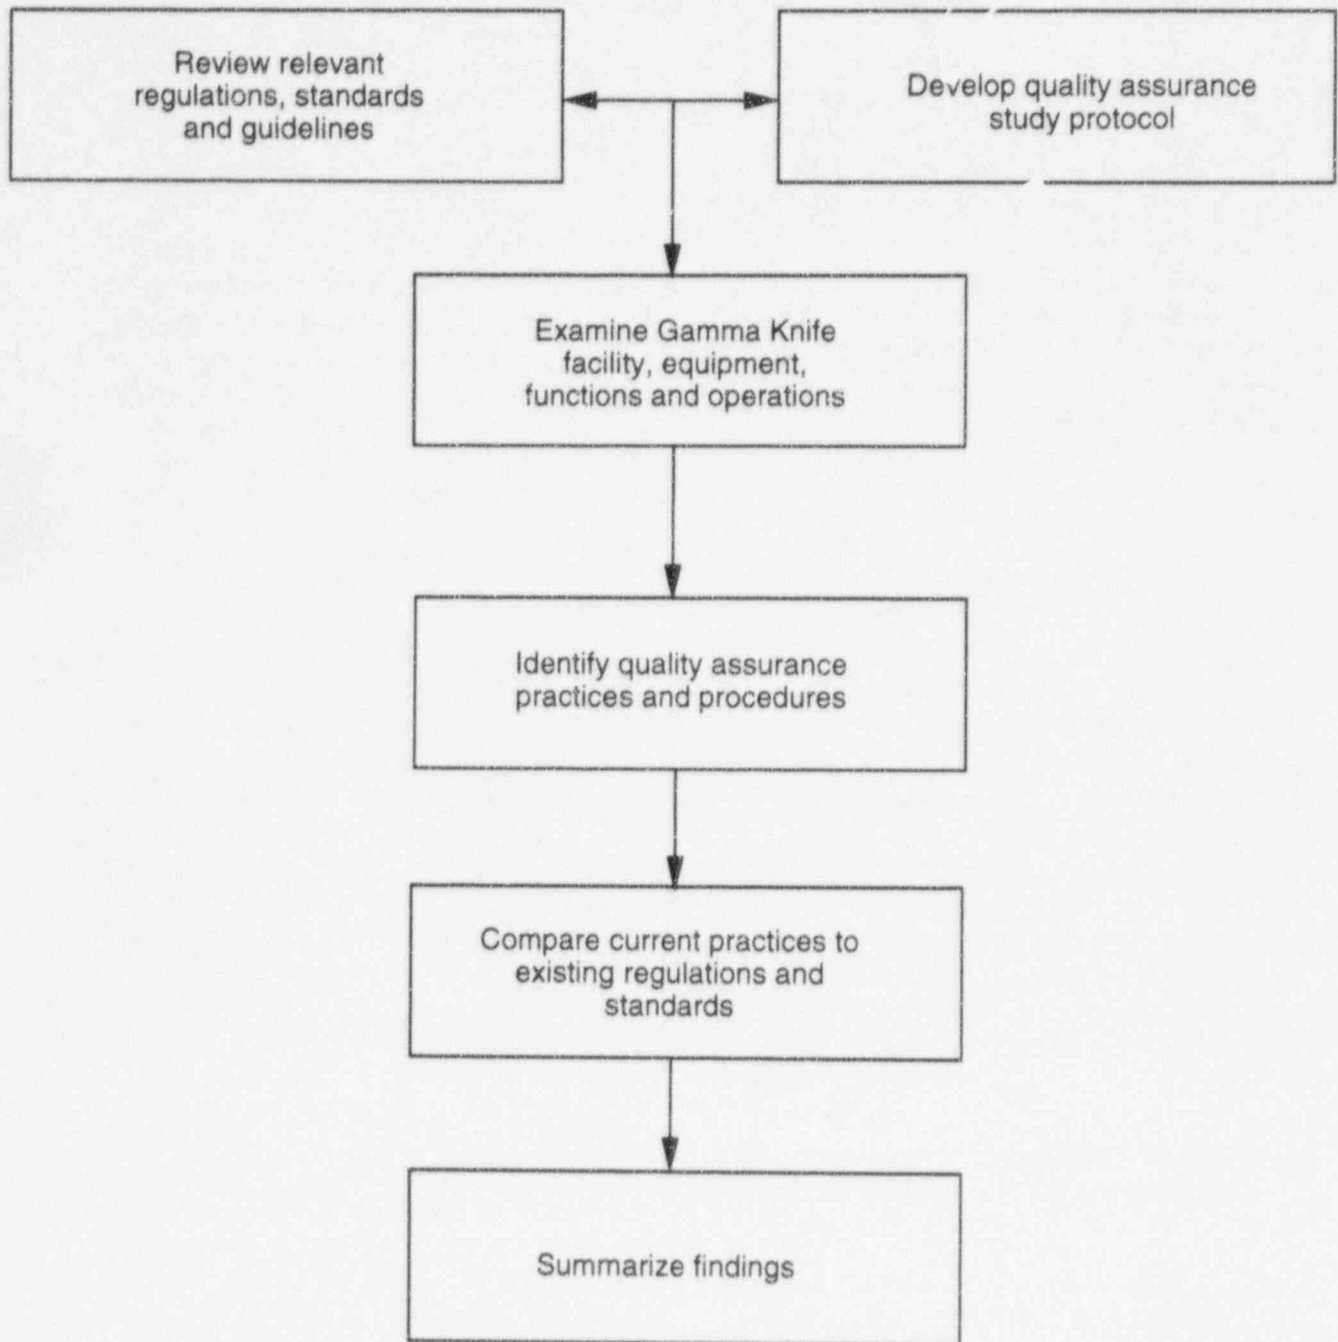 Review relevant
regulations, standards
and guidelines
Develop quality assurance
study protocol
Examine Gamma Knife
facility, equipment,
functions and operations
Identify quality assurance
practices and procedures
Compare current practices to
existing regulations and
standards
Summarize findings